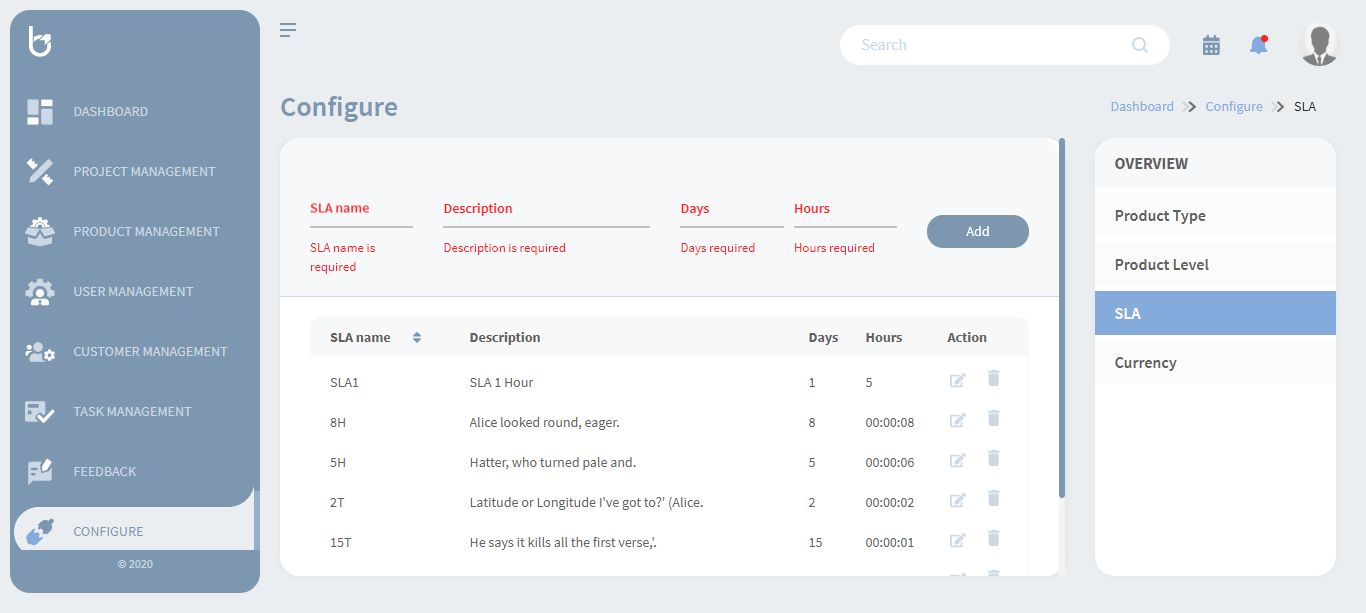 DASHBOARD
PROJECT MANAGEMENT
PRODUCT MANAGEMENT
USER MANAGEMENT
CUSTOMER MANAGEMENT
TASK MANAGEMENT
FEEDBACK
CONFIGURE
© 2020
Search
Configure
Dashboard Configure SLA
SLA name Description Days Hours
Add
SLA name is Description is required Days required Hours required
required
SLA name Description Days Hours Action
SLA1 SLA 1 Hour 1 5
8H Alice looked round, eager. 8 00:00:08
5H Hatter, who turned pale and. 5 00:00:06
2T Latitude or Longitude I've got to?' (Alice. 2 00:00:02
15T He says it kills all the first verse,'. 15 00:00:01
OVERVIEW
Product Type
Product Level
SLA
Currency